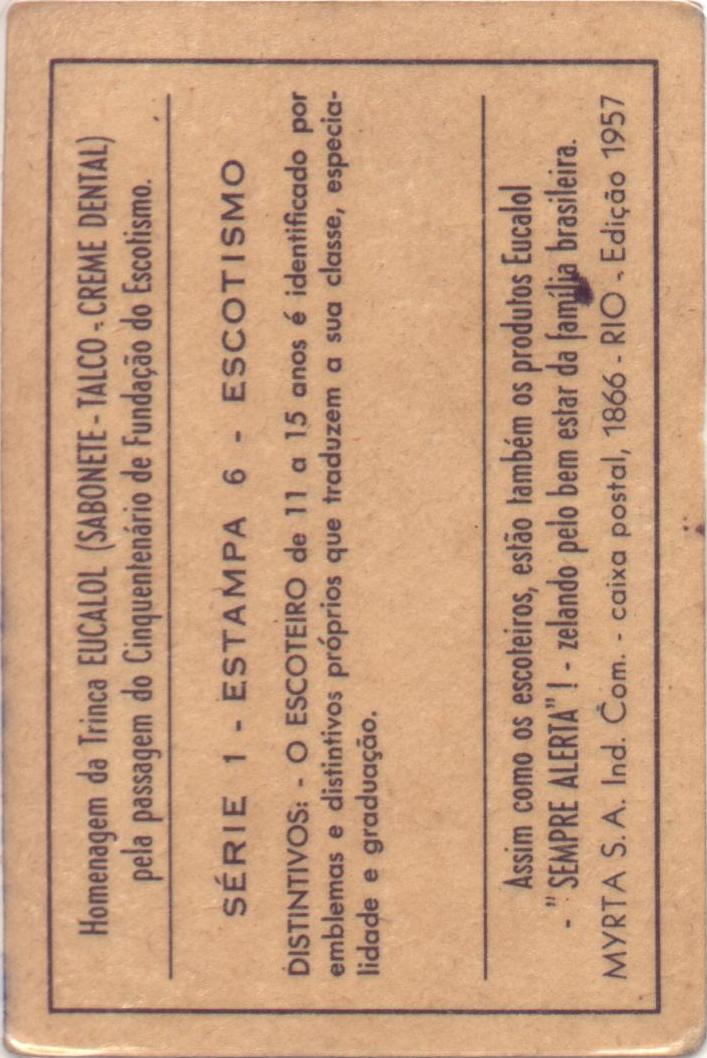 Homenagem da Trinca EUCALOL (SABONETE - TALCO - CREME DENTAL)
pela passagem do Cinquentenário de Fundação do Escotismo.
SÉRIE 1 - ESTAMPA 6 - ESCOTISMO
DISTINTIVOS: - O ESCOTEIRO de 11 a 15 anos é identificado por
emblemas e distintivos próprios que traduzem a sua classe, especia-
lidade e graduação.
Assim como os escoteiros, estão também os produtos Eucalol
- "SEMPRE ALERTA" ! - zelando pelo bem estar da família brasileira.
MYRTA S. A. Ind. Com. - caixa postal, 1866 - RIO - Edição 1957